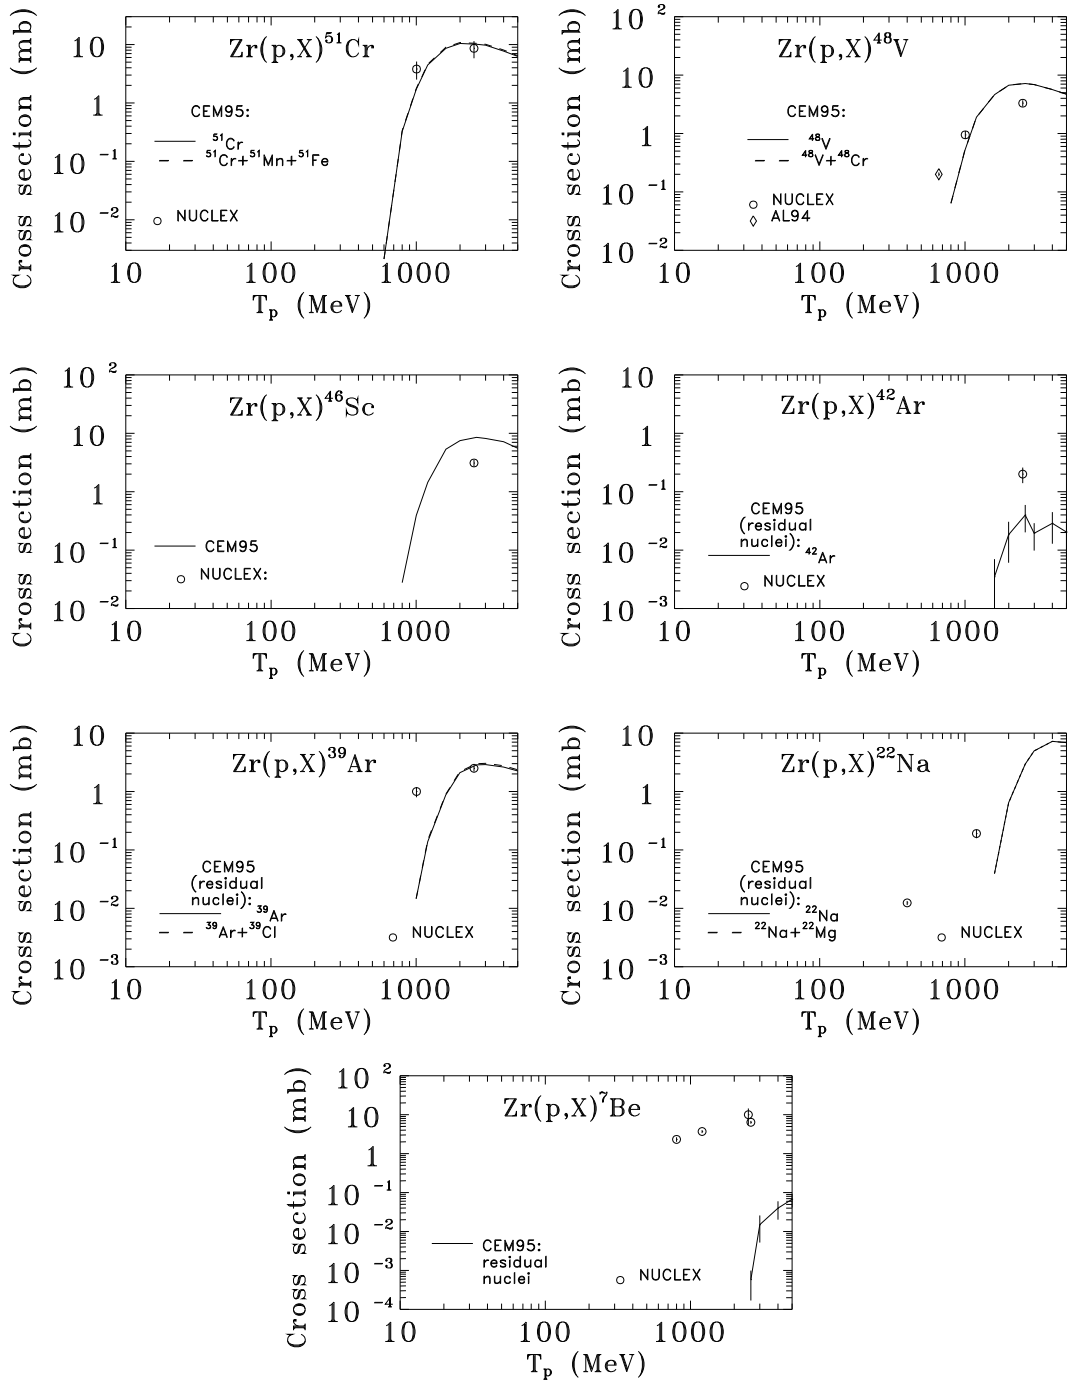 Zr(p,X)⁵¹Cr
Cross section (mb)
10
1
10⁻¹
10⁻²
CEM95:
⁵¹Cr
⁵¹Cr+⁵¹Mn+⁵¹Fe
NUCLEX
10 100 1000
Tₚ (MeV)
Zr(p,X)⁴⁸V
Cross section (mb)
10²
10
1
10⁻¹
10⁻²
CEM95:
⁴⁸V
⁴⁸V+⁴⁸Cr
NUCLEX
AL94
10 100 1000
Tₚ (MeV)
Zr(p,X)⁴⁶Sc
Cross section (mb)
10²
10
1
10⁻¹
10⁻²
CEM95
NUCLEX:
10 100 1000
Tₚ (MeV)
Zr(p,X)⁴²Ar
Cross section (mb)
10
1
10⁻¹
10⁻²
10⁻³
CEM95
(residual
nuclei):
⁴²Ar
NUCLEX
10 100 1000
Tₚ (MeV)
Zr(p,X)³⁹Ar
Cross section (mb)
10
1
10⁻¹
10⁻²
10⁻³
CEM95
(residual
nuclei):
³⁹Ar
³⁹Ar+³⁹Cl
NUCLEX
10 100 1000
Tₚ (MeV)
Zr(p,X)²²Na
Cross section (mb)
10
1
10⁻¹
10⁻²
10⁻³
CEM95
(residual
nuclei):
²²Na
²²Na+²²Mg
NUCLEX
10 100 1000
Tₚ (MeV)
Zr(p,X)⁷Be
Cross section (mb)
10²
10
1
10⁻¹
10⁻²
10⁻³
10⁻⁴
CEM95:
residual
nuclei
NUCLEX
10 100 1000
Tₚ (MeV)